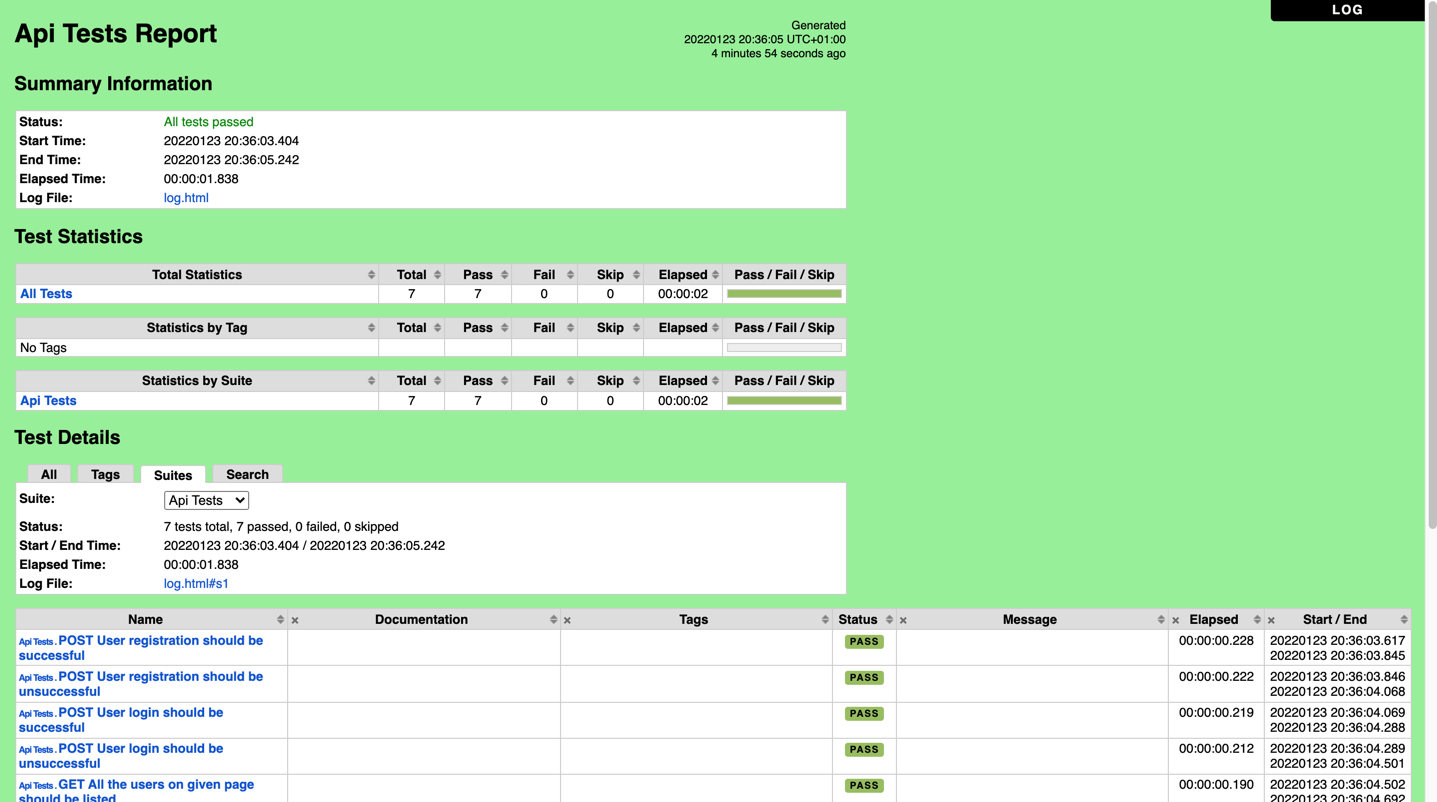 LOG
Api Tests Report
Generated
20220123 20:36:05 UTC+01:00
4 minutes 54 seconds ago
Summary Information
Status: All tests passed
Start Time: 20220123 20:36:03.404
End Time: 20220123 20:36:05.242
Elapsed Time: 00:00:01.838
Log File: log.html
Test Statistics
Total Statistics Total Pass Fail Skip Elapsed Pass / Fail / Skip
All Tests 7 7 0 0 00:00:02
Statistics by Tag Total Pass Fail Skip Elapsed Pass / Fail / Skip
No Tags
Statistics by Suite Total Pass Fail Skip Elapsed Pass / Fail / Skip
Api Tests 7 7 0 0 00:00:02
Test Details
All Tags Suites Search
Suite: Api Tests
Status: 7 tests total, 7 passed, 0 failed, 0 skipped
Start / End Time: 20220123 20:36:03.404 / 20220123 20:36:05.242
Elapsed Time: 00:00:01.838
Log File: log.html#s1
Name × Documentation × Tags Status × Message × Elapsed × Start / End
Api Tests . POST User registration should be PASS 00:00:00.228 20220123 20:36:03.617
successful 20220123 20:36:03.845
Api Tests . POST User registration should be PASS 00:00:00.222 20220123 20:36:03.846
unsuccessful 20220123 20:36:04.068
Api Tests . POST User login should be PASS 00:00:00.219 20220123 20:36:04.069
successful 20220123 20:36:04.288
Api Tests . POST User login should be PASS 00:00:00.212 20220123 20:36:04.289
unsuccessful 20220123 20:36:04.501
Api Tests . GET All the users on given page PASS 00:00:00.190 20220123 20:36:04.502
should be listed 20220123 20:36:04.692